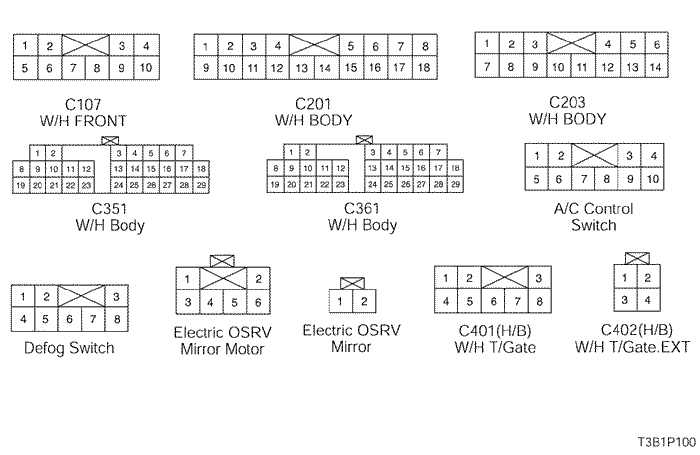 1 2 3 4
5 6 7 8 9 10
C107
W/H FRONT
1 2 3 4 5 6 7 8
9 10 11 12 13 14 15 16 17 18
C201
W/H BODY
1 2 3 4 5 6
7 8 9 10 11 12 13 14
C203
W/H BODY
1 2 3 4 5 6 7
8 9 10 11 12 13 14 15 16 17 18
19 20 21 22 23 24 25 26 27 28 29
C351
W/H Body
1 2 3 4 5 6 7
8 9 10 11 12 13 14 15 16 17 18
19 20 21 22 23 24 25 26 27 28 29
C361
W/H Body
1 2 3 4
5 6 7 8 9 10
A/C Control
Switch
1 2 3
4 5 6 7 8
Defog Switch
1 2
3 4 5 6
Electric OSRV
Mirror Motor
1 2
Electric OSRV
Mirror
1 2 3
4 5 6 7 8
C401(H/B)
W/H T/Gate
1 2
3 4
C402(H/B)
W/H T/Gate.EXT
T3B1P100